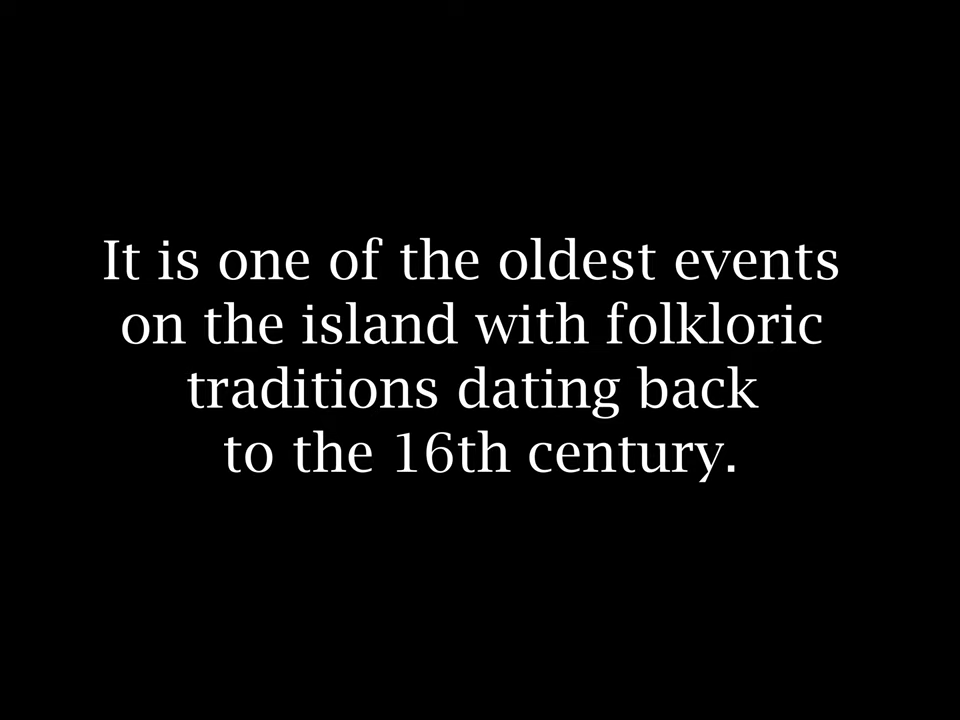 It is one of the oldest events
on the island with folkloric
traditions dating back
to the 16th century.